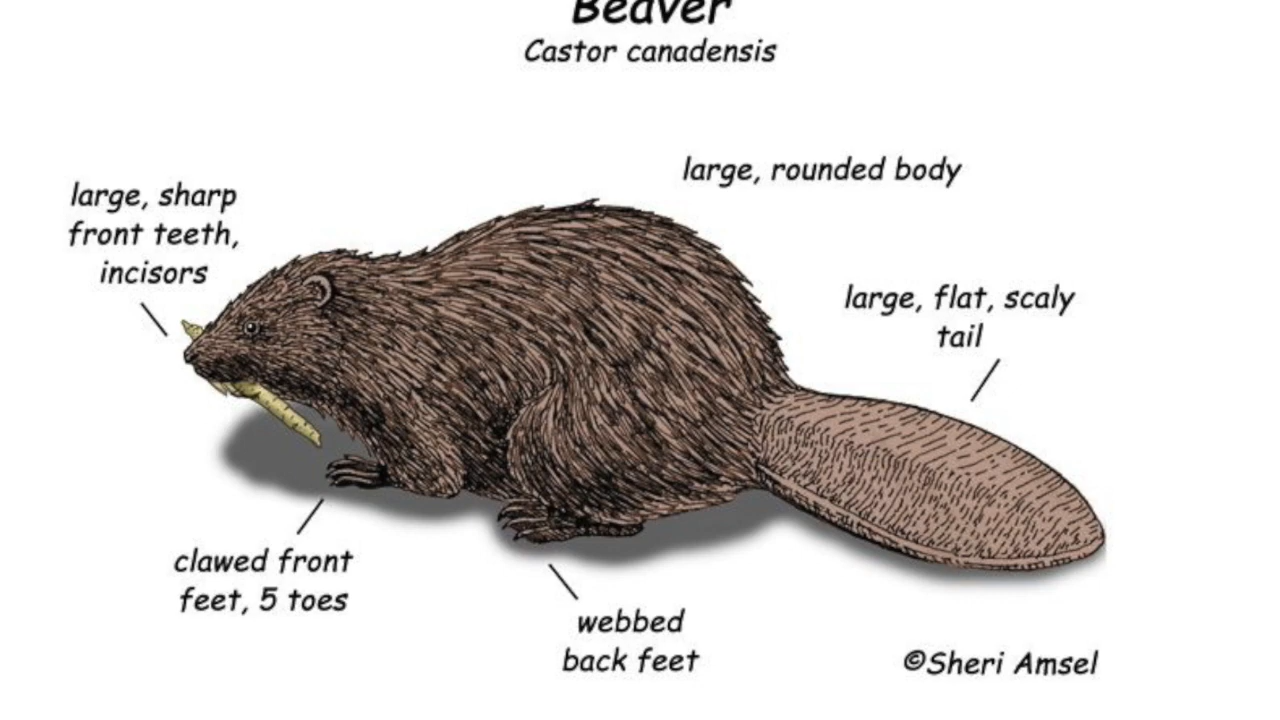 Beaver
Castor canadensis
large, rounded body
large, sharp
front teeth,
incisors
large, flat, scaly
tail
clawed front
feet, 5 toes
webbed
back feet
©Sheri Amsel